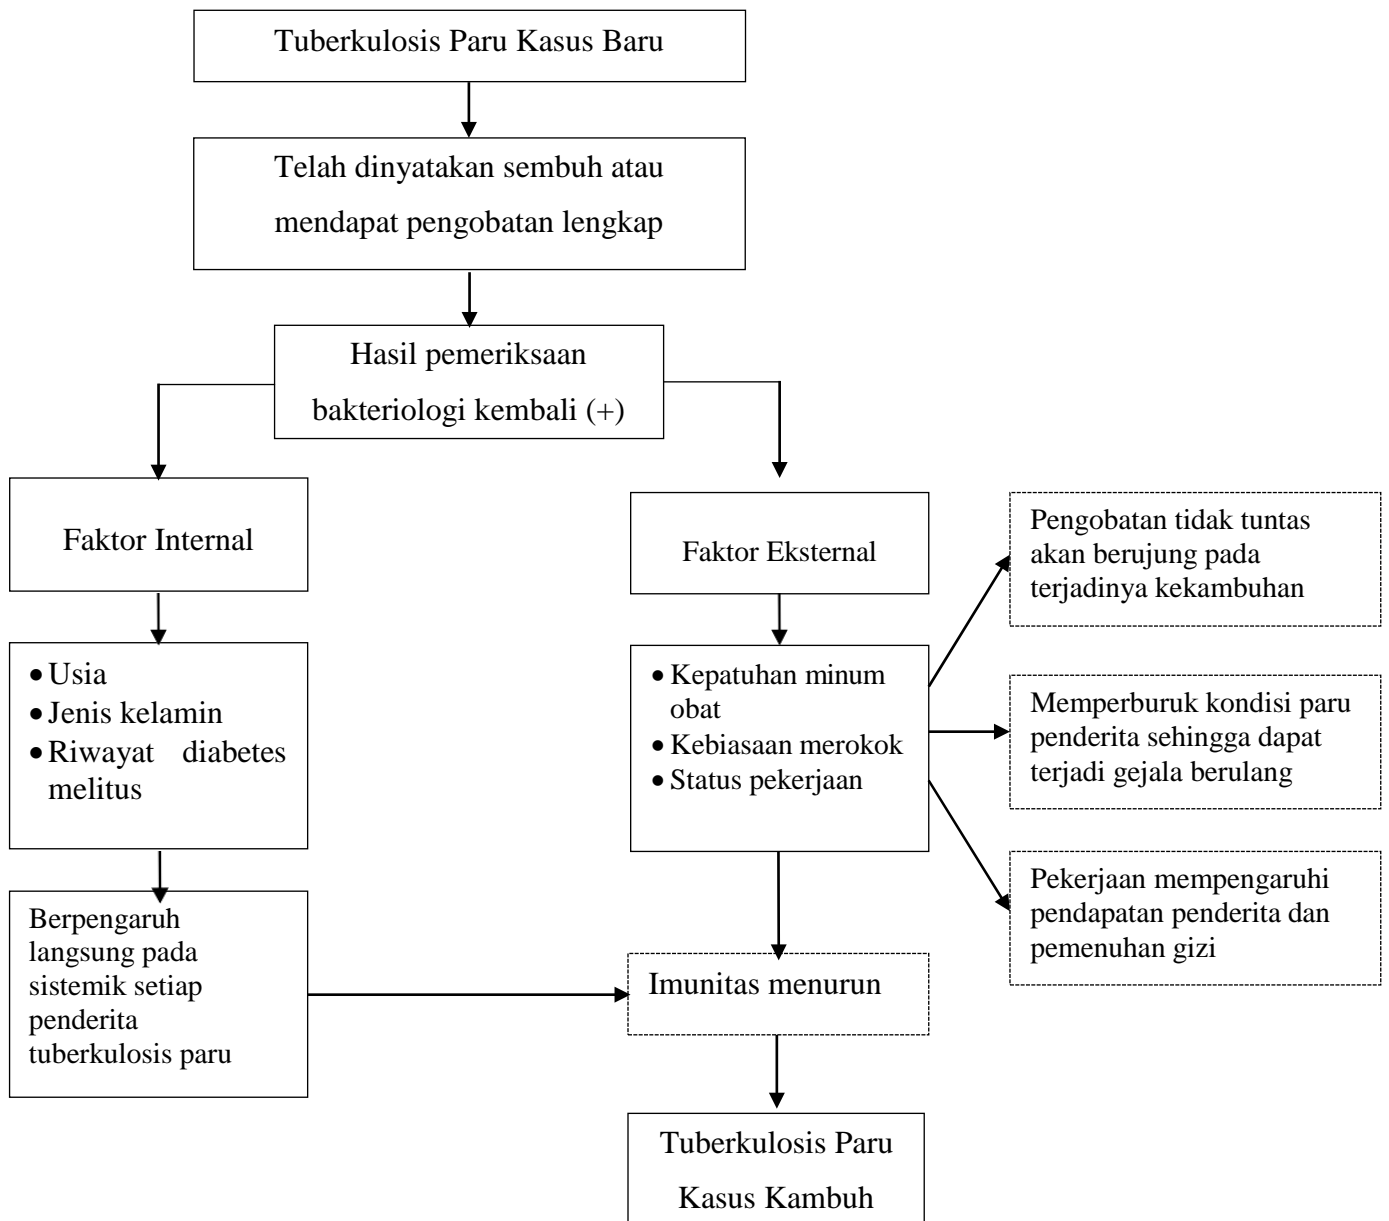 Tuberkulosis Paru Kasus Baru
Telah dinyatakan sembuh atau
mendapat pengobatan lengkap
Hasil pemeriksaan
bakteriologi kembali (+)
Faktor Internal
• Usia
• Jenis kelamin
• Riwayat diabetes
melitus
Berpengaruh
langsung pada
sistemik setiap
penderita
tuberkulosis paru
Faktor Eksternal
• Kepatuhan minum
obat
• Kebiasaan merokok
• Status pekerjaan
Pengobatan tidak tuntas
akan berujung pada
terjadinya kekambuhan
Memperburuk kondisi paru
penderita sehingga dapat
terjadi gejala berulang
Pekerjaan mempengaruhi
pendapatan penderita dan
pemenuhan gizi
Imunitas menurun
Tuberkulosis Paru
Kasus Kambuh